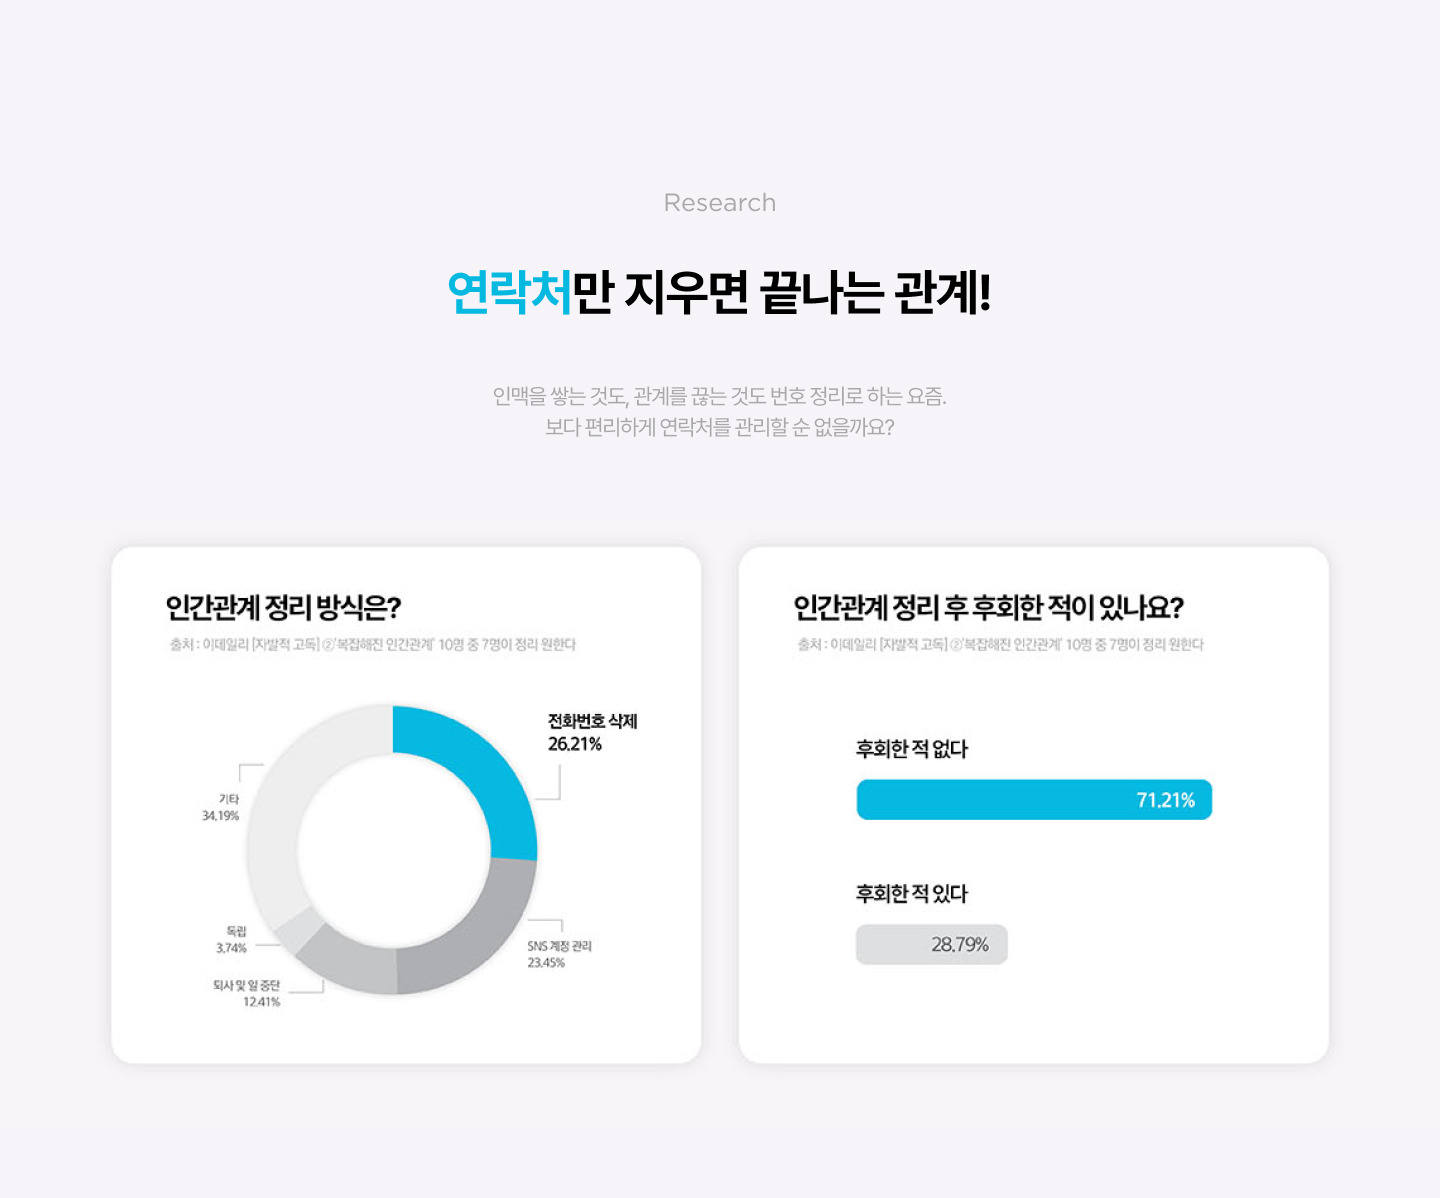 Research
연락처만 지우면 끝나는 관계!
인맥을 쌓는 것도, 관계를 끊는 것도 번호 정리로 하는 요즘.
보다 편리하게 연락처를 관리할 순 없을까요?
인간관계 정리 방식은?
출처 : 이데일리 [자발적 고독] ②'복잡해진 인간관계' 10명 중 7명이 정리 원한다
전화번호 삭제
26.21%
기타
34.19%
독립
3.74%
퇴사 및 일 중단
12.41%
SNS 계정 관리
23.45%
인간관계 정리 후 후회한 적이 있나요?
출처 : 이데일리 [자발적 고독] ②'복잡해진 인간관계' 10명 중 7명이 정리 원한다
후회한 적 없다
71.21%
후회한 적 있다
28.79%